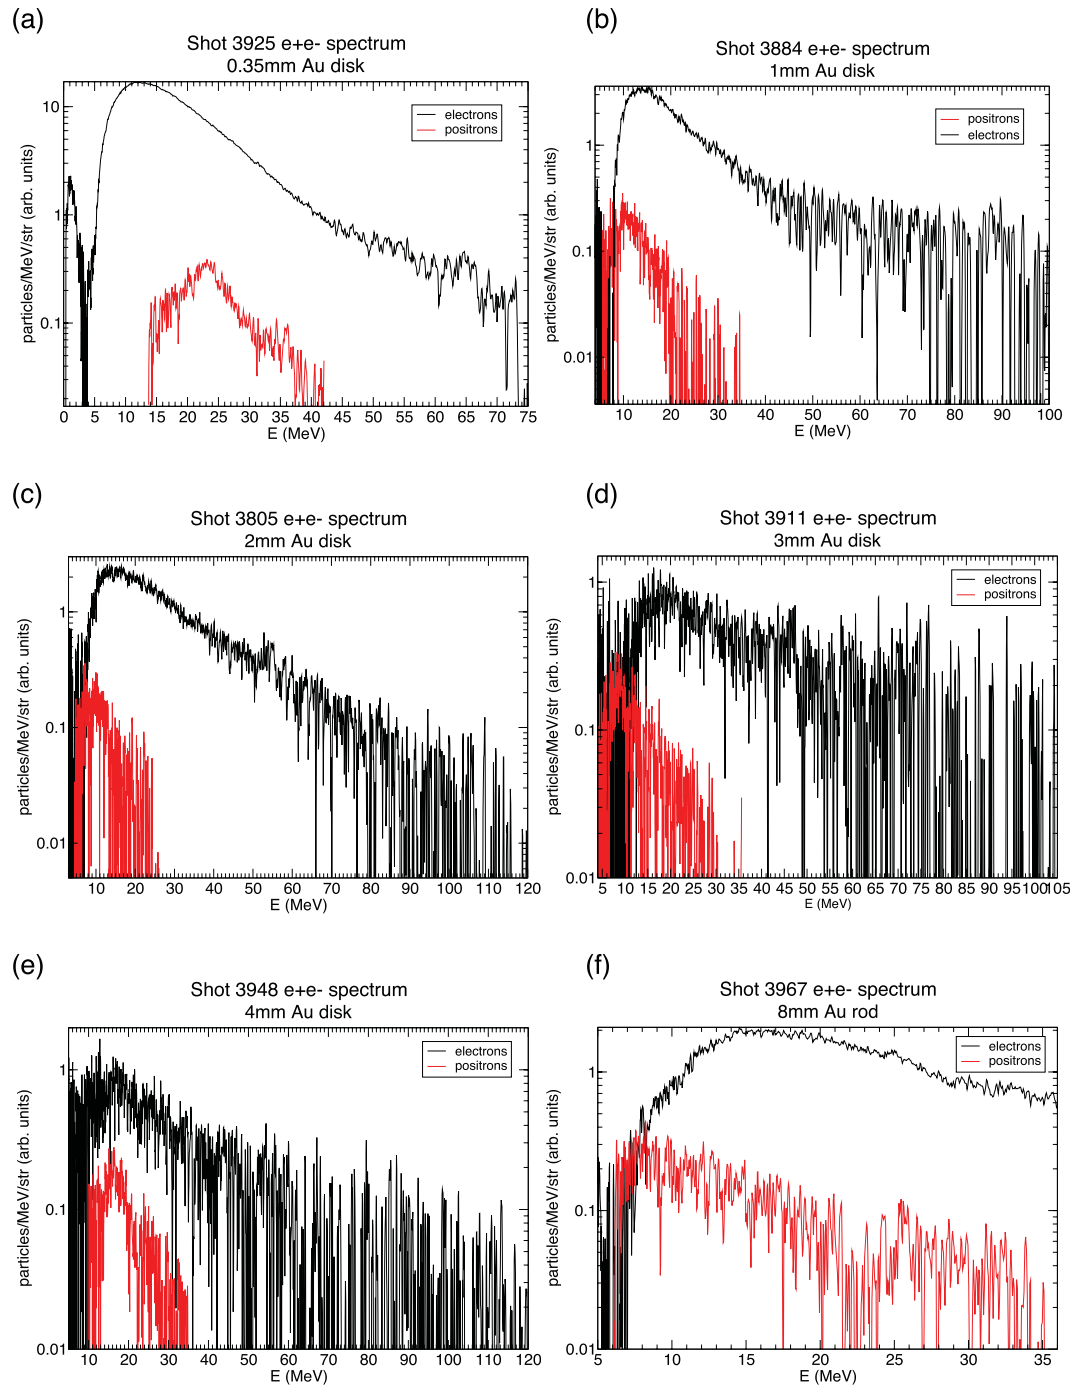 (a)
Shot 3925 e+e- spectrum
0.35mm Au disk
particles/MeV/str (arb. units)
10
1
0.1
electrons
positrons
0 5 10 15 20 25 30 35 40 45 50 55 60 65 70 75
E (MeV)
(b)
Shot 3884 e+e- spectrum
1mm Au disk
particles/MeV/str (arb. units)
1
0.1
0.01
positrons
electrons
10 20 30 40 50 60 70 80 90 100
E (MeV)
(c)
Shot 3805 e+e- spectrum
2mm Au disk
particles/MeV/str (arb. units)
1
0.1
0.01
10 20 30 40 50 60 70 80 90 100 110 120
E (MeV)
(d)
Shot 3911 e+e- spectrum
3mm Au disk
particles/MeV/str (arb. units)
1
0.1
0.01
electrons
positrons
5 10 15 20 25 30 35 40 45 50 55 60 65 70 75 80 85 90 95 100 105
E (MeV)
(e)
Shot 3948 e+e- spectrum
4mm Au disk
particles/MeV/str (arb. units)
1
0.1
0.01
electrons
positrons
10 20 30 40 50 60 70 80 90 100 110 120
E (MeV)
(f)
Shot 3967 e+e- spectrum
8mm Au rod
particles/MeV/str (arb. units)
1
0.1
0.01
electrons
positrons
5 10 15 20 25 30 35
E (MeV)